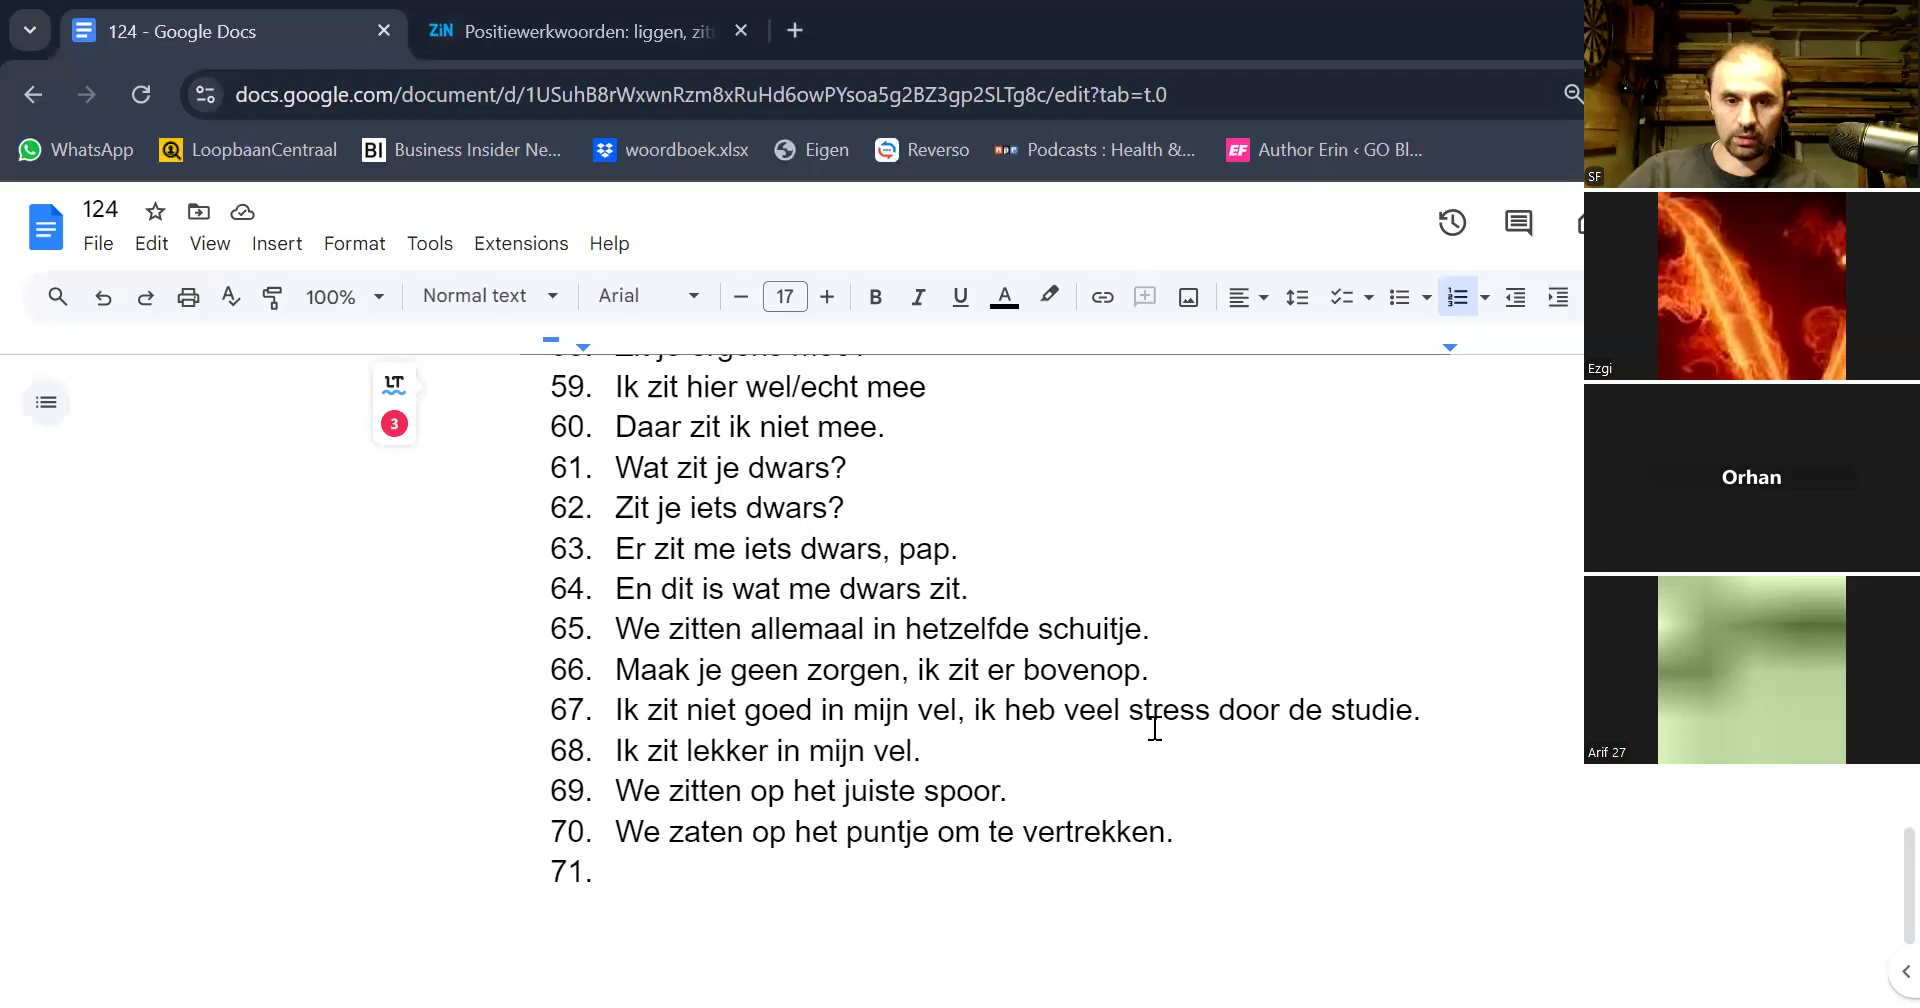 124 - Google Docs
ZiN Positiewerkwoorden: liggen, zit
docs.google.com/document/d/1USuhB8rWxwnRzm8xRuHd6owPYsoa5g2BZ3gp2SLTg8c/edit?tab=t.0
WhatsApp LoopbaanCentraal BI Business Insider Ne... woordboek.xlsx Eigen Reverso npr Podcasts : Health &... EF Author Erin ‹ GO Bl...
SF
124
File Edit View Insert Format Tools Extensions Help
100% Normal text Arial 17 B I U A
Ezgi
LT
3
59. Ik zit hier wel/echt mee
60. Daar zit ik niet mee.
61. Wat zit je dwars?
62. Zit je iets dwars?
63. Er zit me iets dwars, pap.
64. En dit is wat me dwars zit.
65. We zitten allemaal in hetzelfde schuitje.
66. Maak je geen zorgen, ik zit er bovenop.
67. Ik zit niet goed in mijn vel, ik heb veel stress door de studie.
68. Ik zit lekker in mijn vel.
69. We zitten op het juiste spoor.
70. We zaten op het puntje om te vertrekken.
71.
Orhan
Arif 27